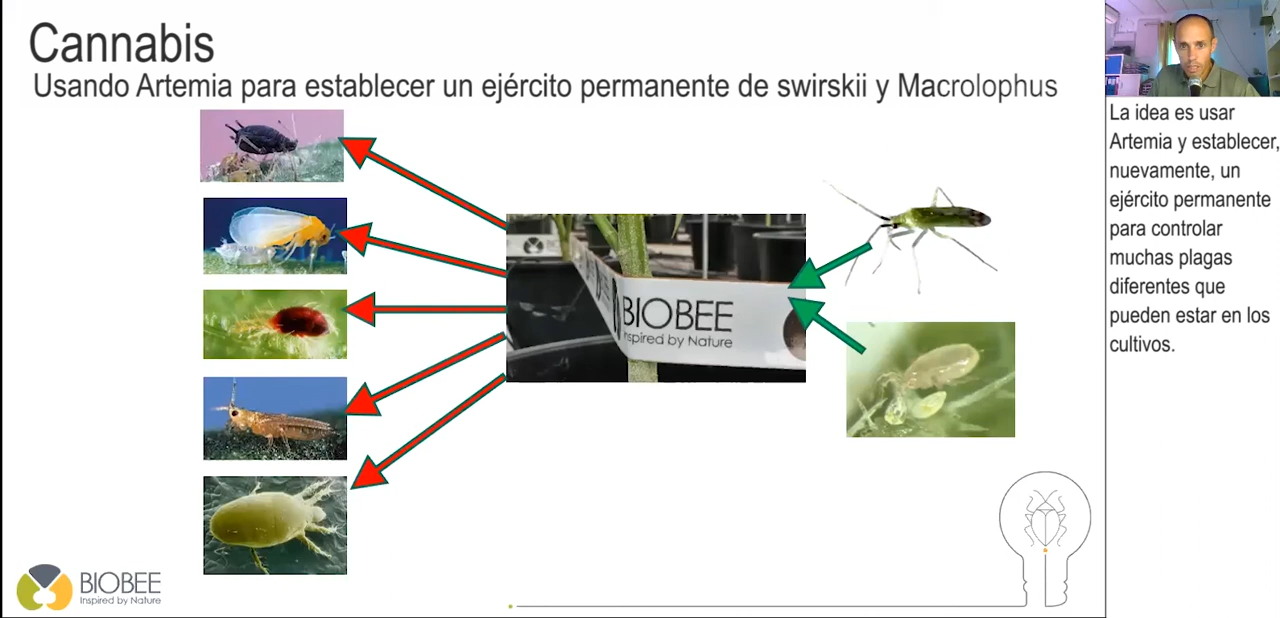 Cannabis
Usando Artemia para establecer un ejército permanente de swirskii y Macrolophus
BIOBEE
Inspired by Nature
La idea es usar
Artemia y establecer,
nuevamente, un
ejército permanente
para controlar
muchas plagas
diferentes que
pueden estar en los
cultivos.
BIOBEE
Inspired by Nature